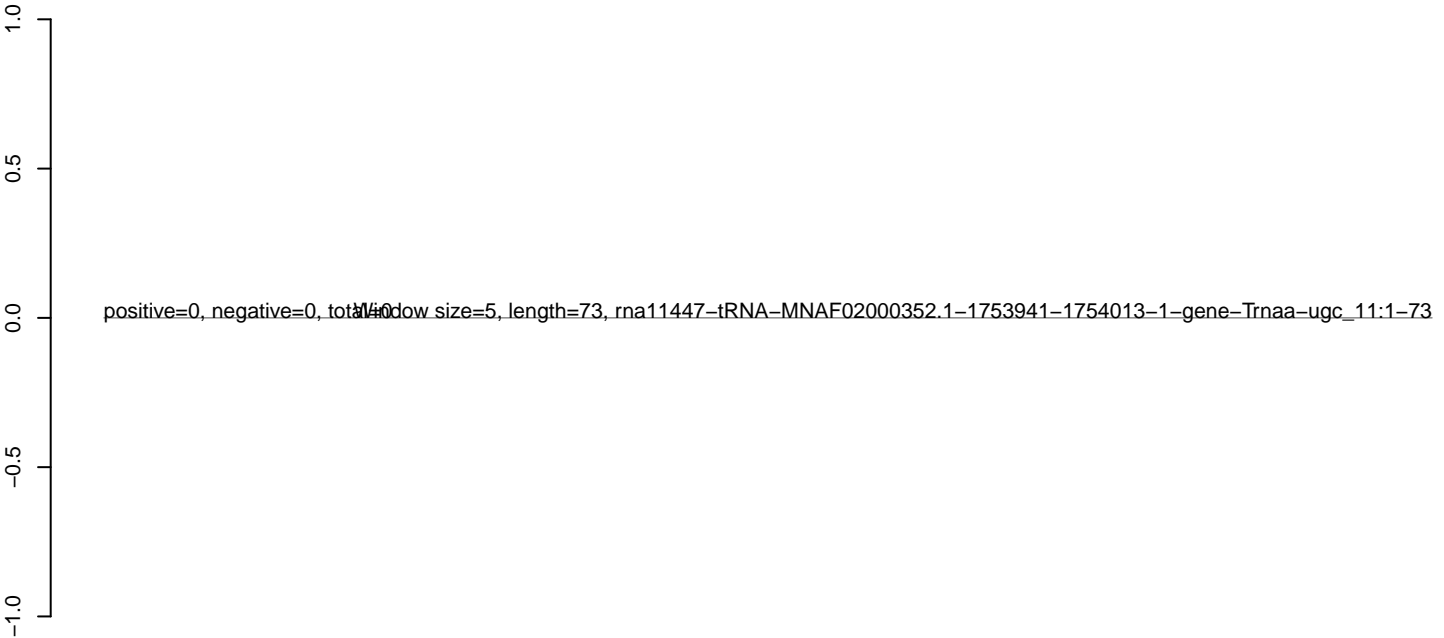 1.0
0.5
0.0
−0.5
−1.0
positive=0, negative=0, total=0
Window size=5, length=73, rna11447−tRNA−MNAF02000352.1−1753941−1754013−1−gene−Trnaa−ugc_11:1−73